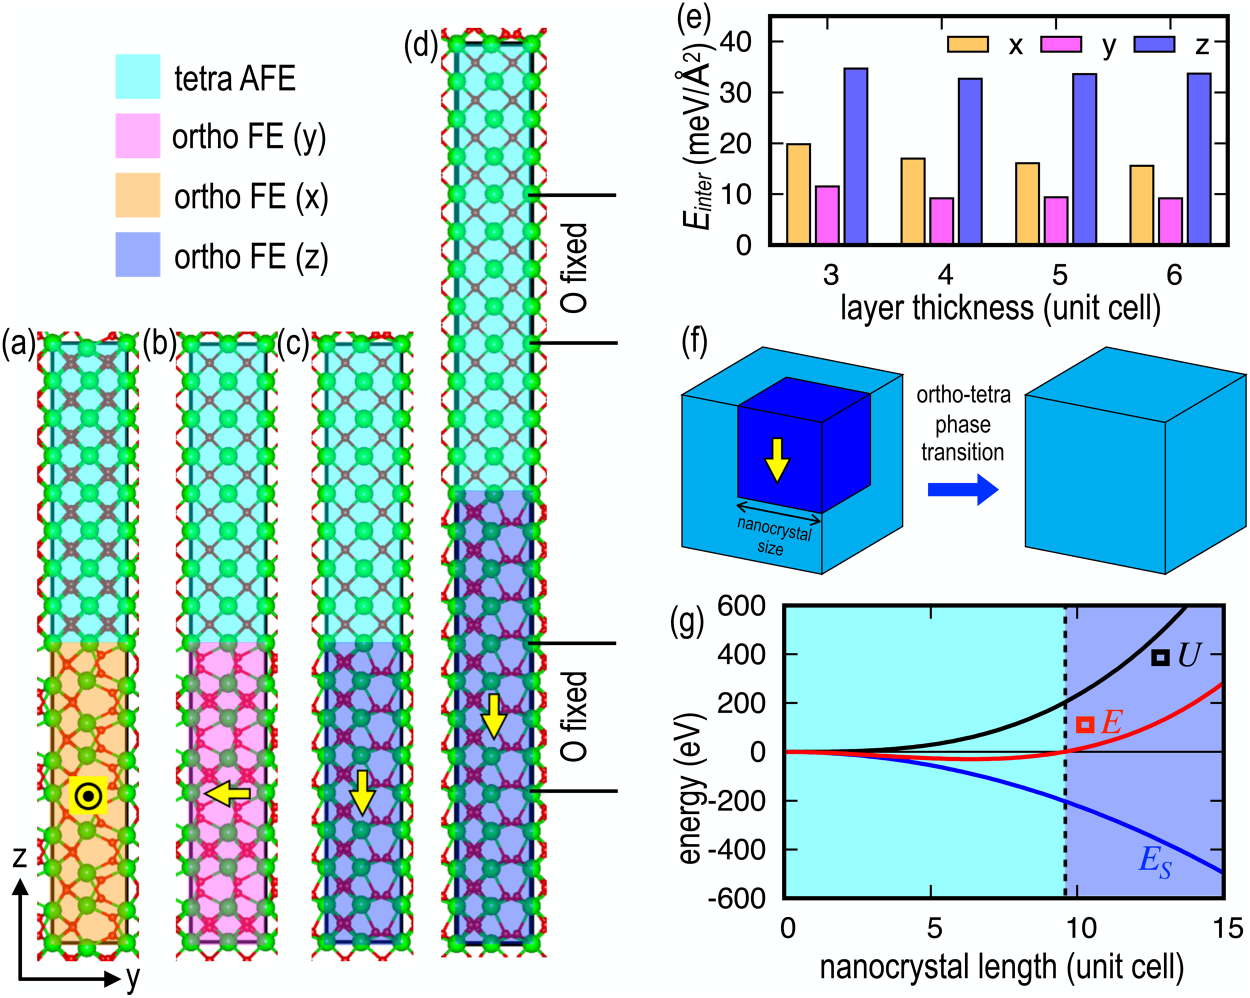 tetra AFE
ortho FE (y)
ortho FE (x)
ortho FE (z)
(a)
(b)
(c)
(d)
O fixed
O fixed
z
y
(e)
x y z
E_inter (meV/Å²)
40
30
20
10
0
3 4 5 6
layer thickness (unit cell)
(f)
nanocrystal
size
ortho-tetra
phase
transition
(g)
energy (eV)
600
400
200
0
-200
-400
-600
U
E
E_S
0 5 10 15
nanocrystal length (unit cell)